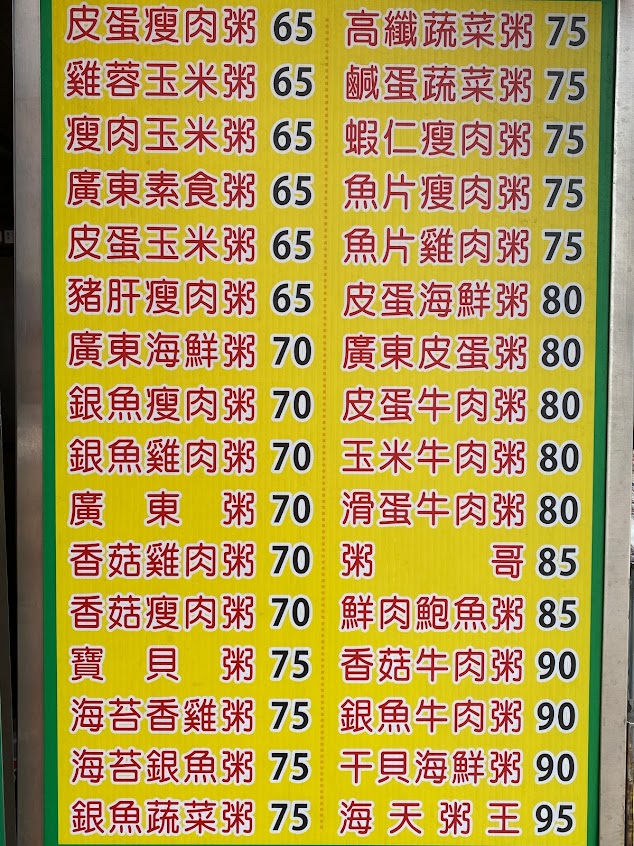 皮蛋瘦肉粥 65
雞蓉玉米粥 65
瘦肉玉米粥 65
廣東素食粥 65
皮蛋玉米粥 65
豬肝瘦肉粥 65
廣東海鮮粥 70
銀魚瘦肉粥 70
銀魚雞肉粥 70
廣東粥 70
香菇雞肉粥 70
香菇瘦肉粥 70
寶貝粥 75
海苔香雞粥 75
海苔銀魚粥 75
銀魚蔬菜粥 75
高纖蔬菜粥 75
鹹蛋蔬菜粥 75
蝦仁瘦肉粥 75
魚片瘦肉粥 75
魚片雞肉粥 75
皮蛋海鮮粥 80
廣東皮蛋粥 80
皮蛋牛肉粥 80
玉米牛肉粥 80
滑蛋牛肉粥 80
粥哥 85
鮮肉鮑魚粥 85
香菇牛肉粥 90
銀魚牛肉粥 90
干貝海鮮粥 90
海天粥王 95